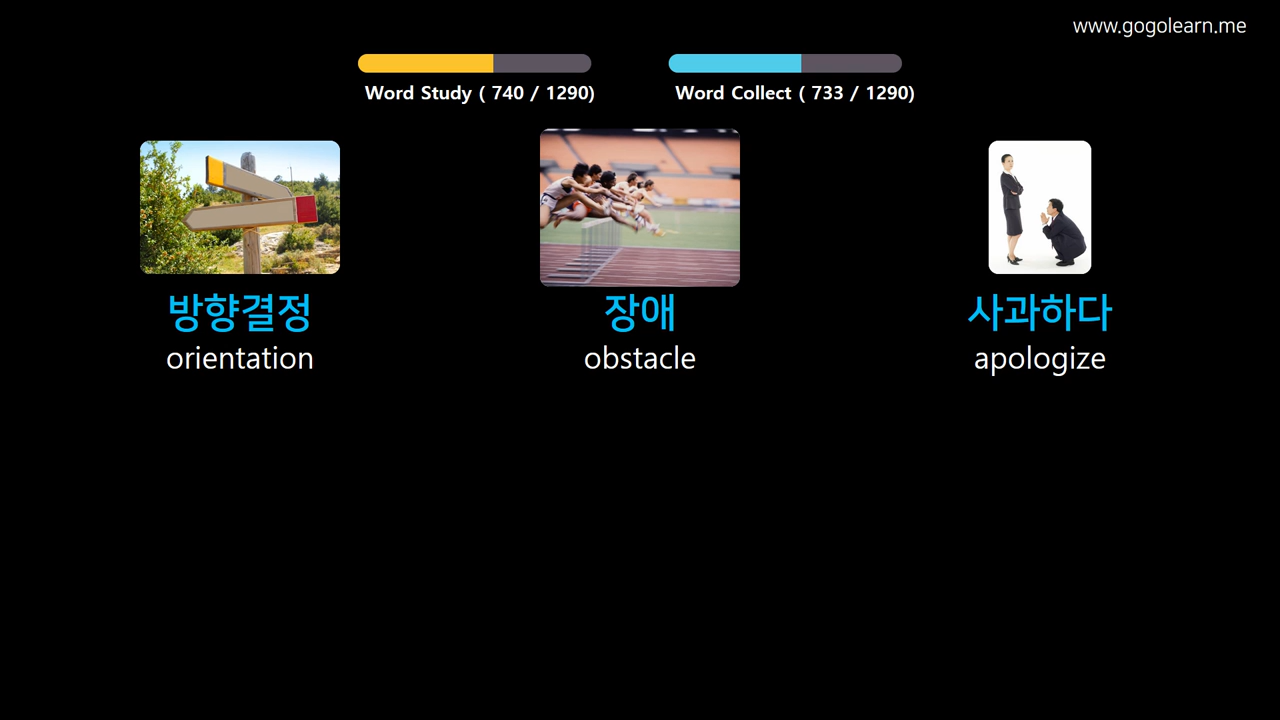 www.gogolearn.me
Word Study ( 740 / 1290)
Word Collect ( 733 / 1290)
방향결정
장애
사과하다
orientation
obstacle
apologize